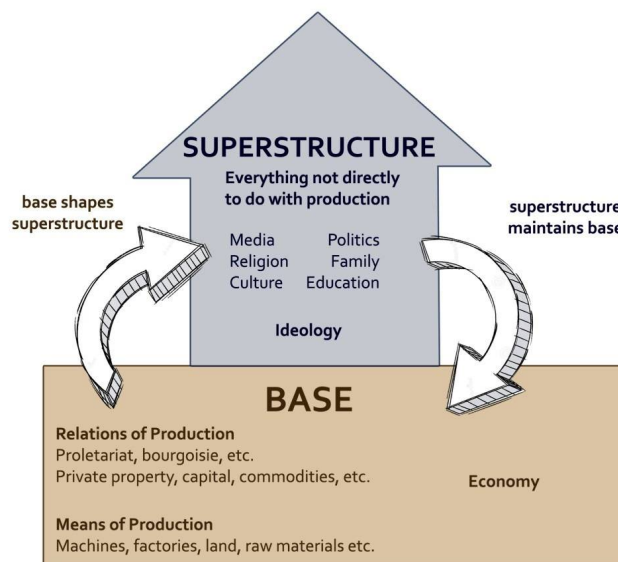 SUPERSTRUCTURE
Everything not directly
to do with production
base shapes
superstructure
superstructure
maintains base
Media Politics
Religion Family
Culture Education
Ideology
BASE
Relations of Production
Proletariat, bourgoisie, etc.
Private property, capital, commodities, etc.
Economy
Means of Production
Machines, factories, land, raw materials etc.